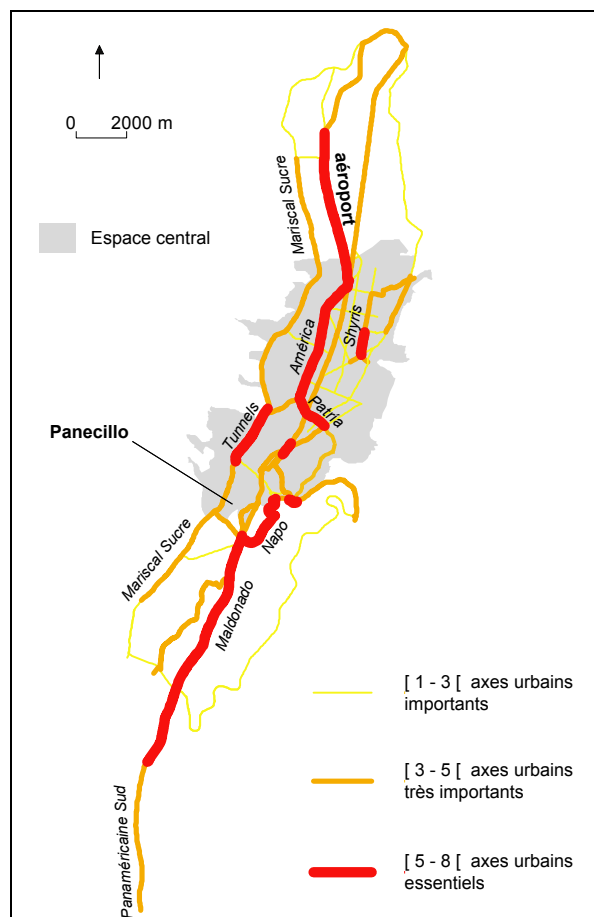 0 2000 m
aéroport
Mariscal Sucre
Espace central
América
Shyris
Patría
Tunnels
Panecillo
Napo
Mariscal Sucre
Maldonado
[ 1 - 3 [ axes urbains
importants
[ 3 - 5 [ axes urbains
très importants
Panaméricaine Sud
[ 5 - 8 [ axes urbains
essentiels